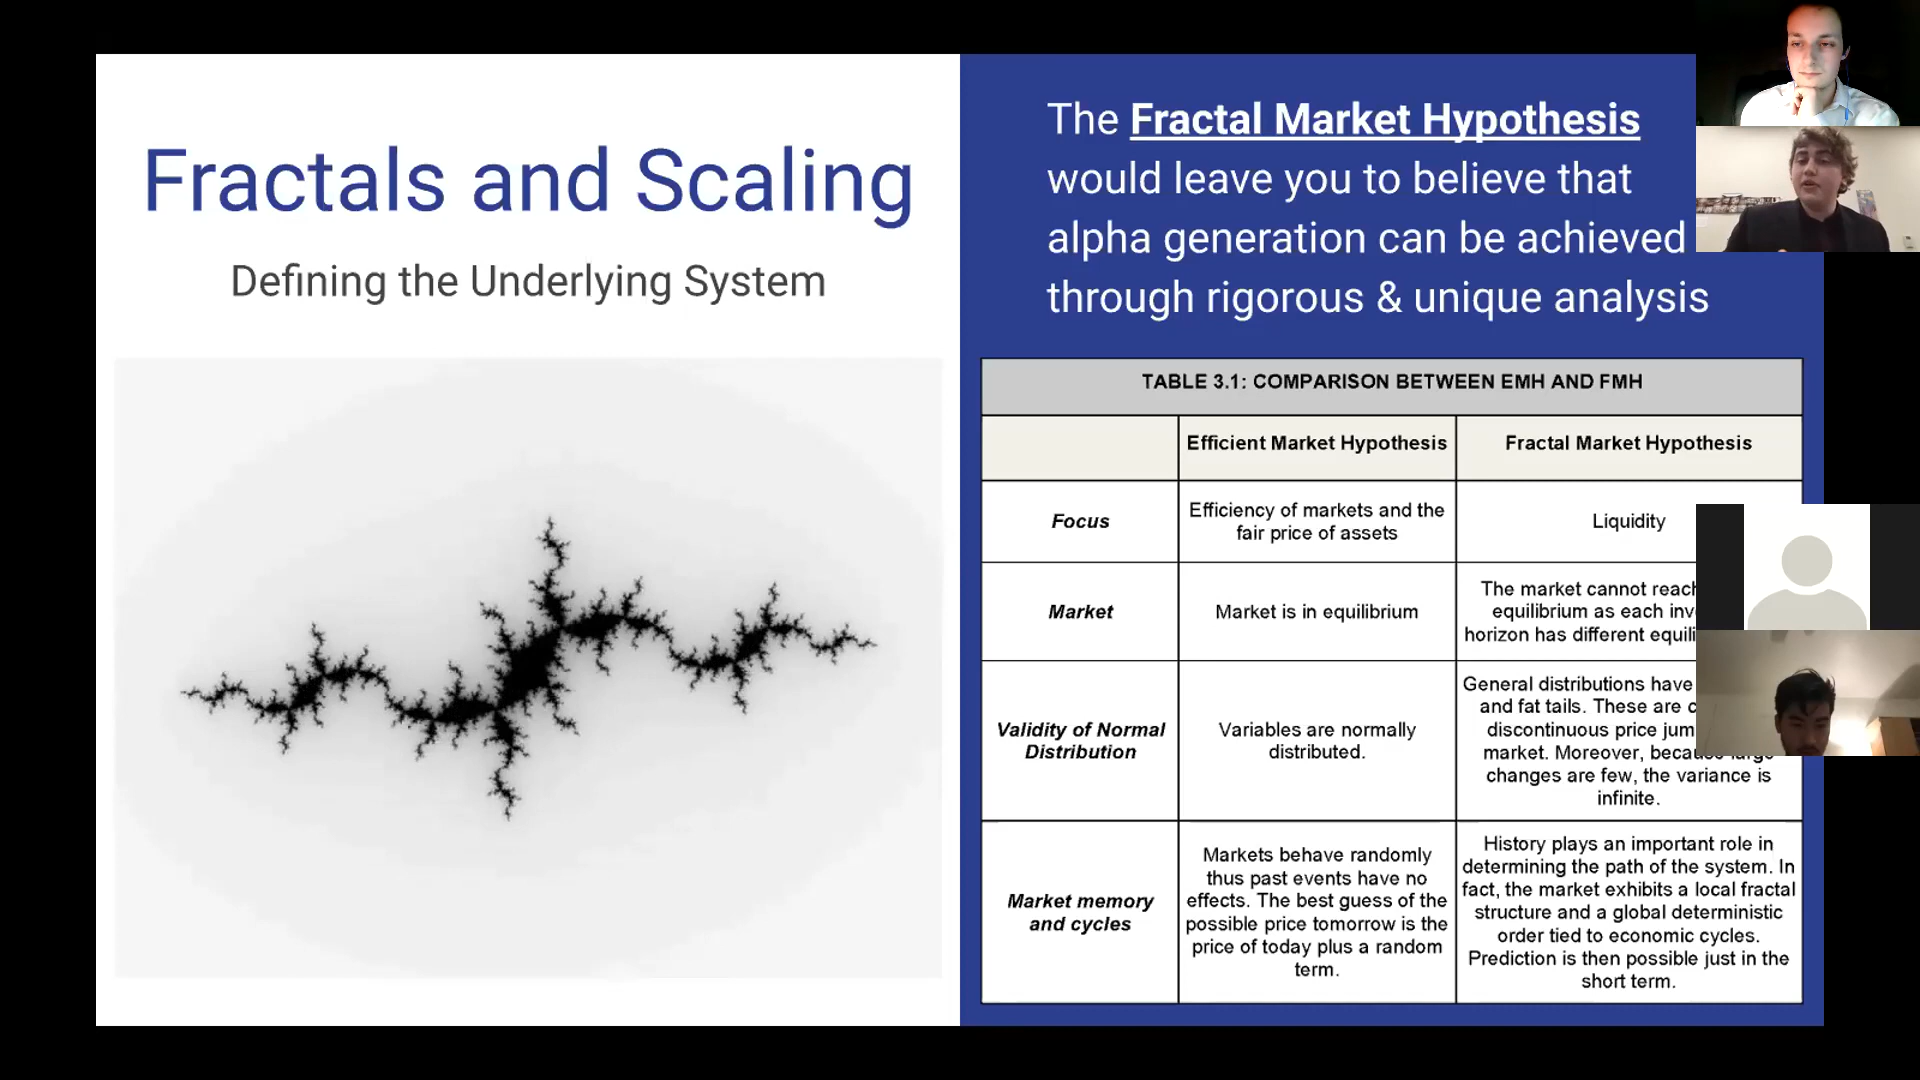 Fractals and Scaling
Defining the Underlying System
The Fractal Market Hypothesis
would leave you to believe that
alpha generation can be achieved
through rigorous & unique analysis
TABLE 3.1: COMPARISON BETWEEN EMH AND FMH
Efficient Market Hypothesis
Fractal Market Hypothesis
Focus
Efficiency of markets and the
fair price of assets
Liquidity
Market
Market is in equilibrium
The market cannot reach
equilibrium as each
horizon has different
Validity of Normal
Distribution
Variables are normally
distributed.
General distributions have
and fat tails. These are
discontinuous price
market. Moreover, because large
changes are few, the variance is
infinite.
Market memory
and cycles
Markets behave randomly
thus past events have no
effects. The best guess of the
possible price tomorrow is the
price of today plus a random
term.
History plays an important role in
determining the path of the system. In
fact, the market exhibits a local fractal
structure and a global deterministic
order tied to economic cycles.
Prediction is then possible just in the
short term.